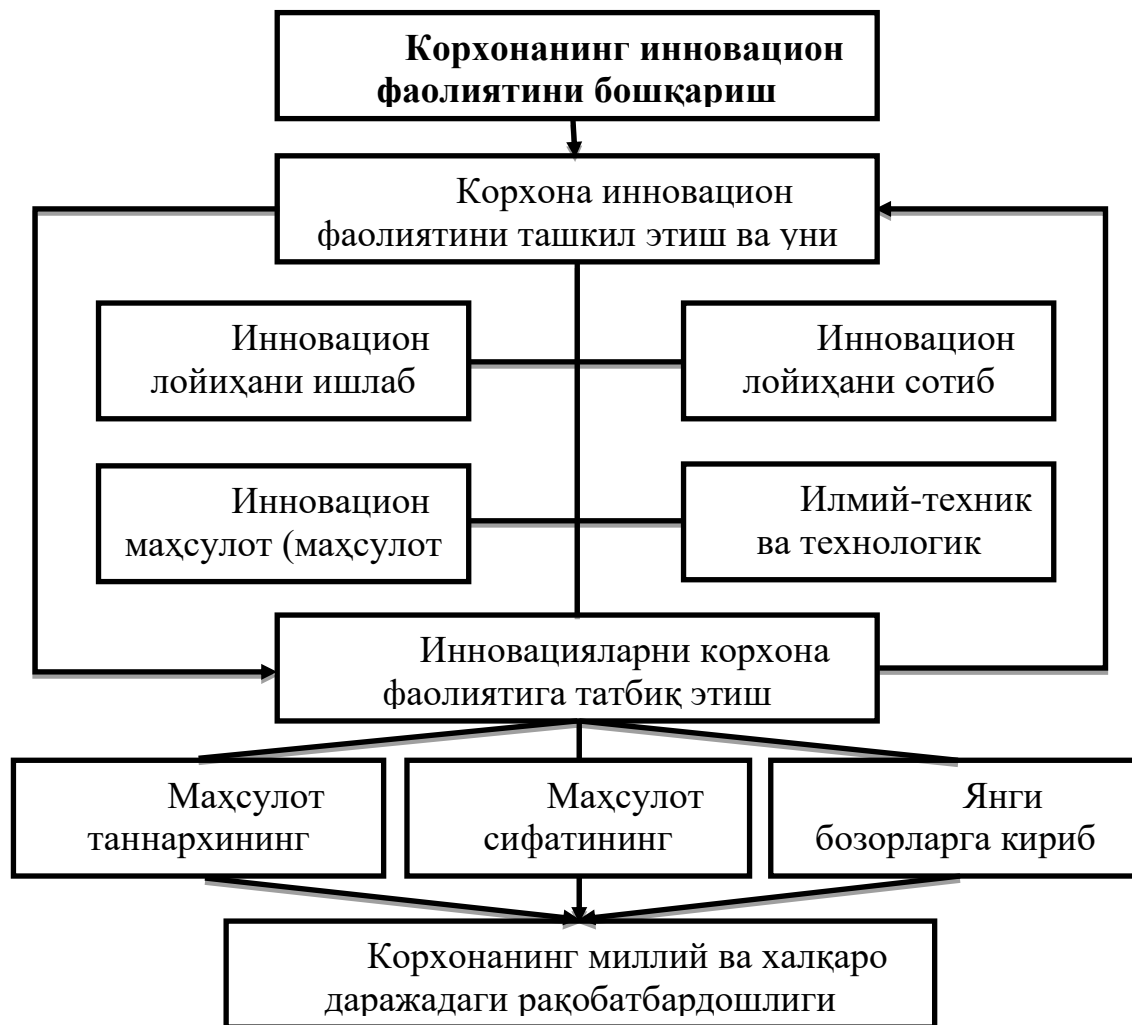 Корхонанинг инновацион
фаолиятини бошқариш
Корхона инновацион
фаолиятини ташкил этиш ва уни
Инновацион
лойиҳани ишлаб
Инновацион
лойиҳани сотиб
Инновацион
маҳсулот (маҳсулот
Илмий-техник
ва технологик
Инновацияларни корхона
фаолиятига татбиқ этиш
Маҳсулот
таннархининг
Маҳсулот
сифатининг
Янги
бозорларга кириб
Корхонанинг миллий ва халқаро
даражадаги рақобатбардошлиги